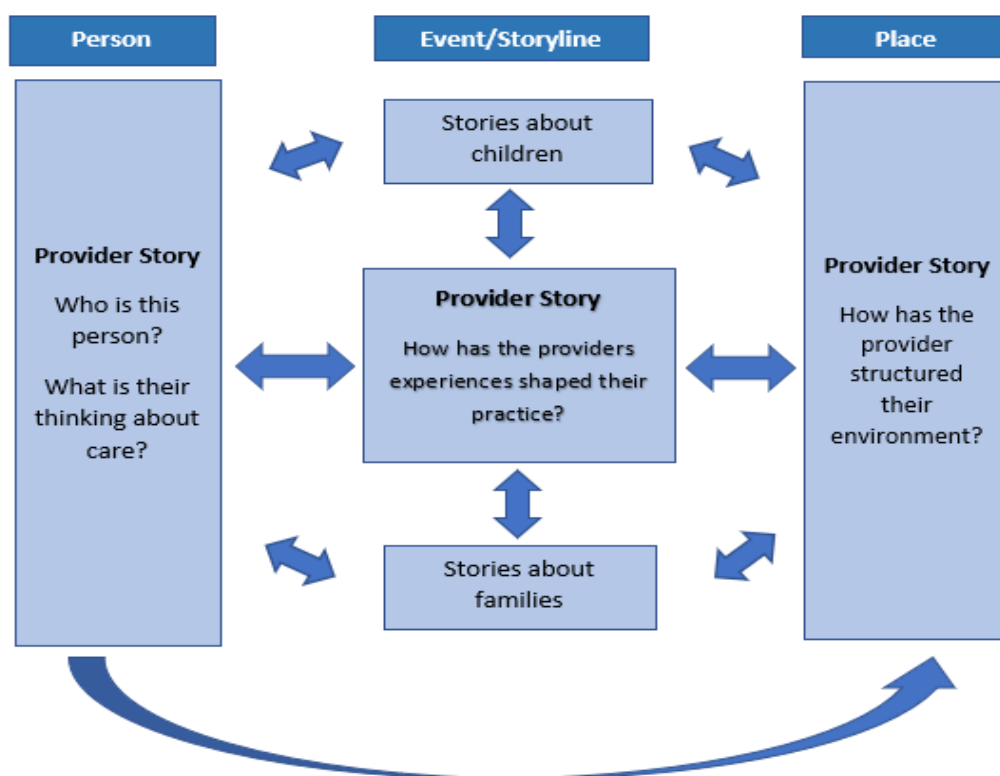 Person
Event/Storyline
Place
Provider Story
Who is this
person?
What is their
thinking about
care?
Stories about
children
Provider Story
How has the providers
experiences shaped their
practice?
Stories about
families
Provider Story
How has the
provider
structured
their
environment?